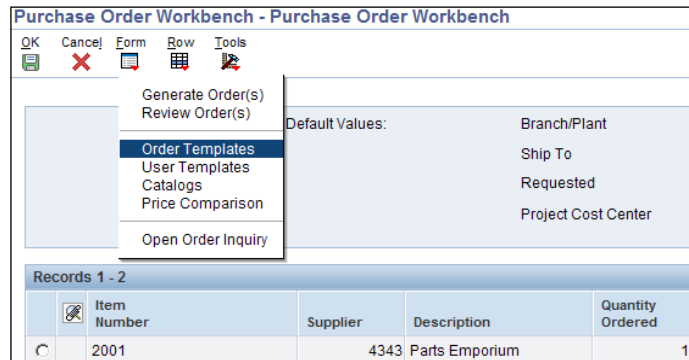 Purchase Order Workbench - Purchase Order Workbench
OK Cancel Form Row Tools
Generate Order(s)
Review Order(s)
Order Templates
User Templates
Catalogs
Price Comparison
Open Order Inquiry
Default Values:
Branch/Plant
Ship To
Requested
Project Cost Center
Records 1 - 2
Item Number Supplier Description Quantity Ordered
2001 4343 Parts Emporium 1